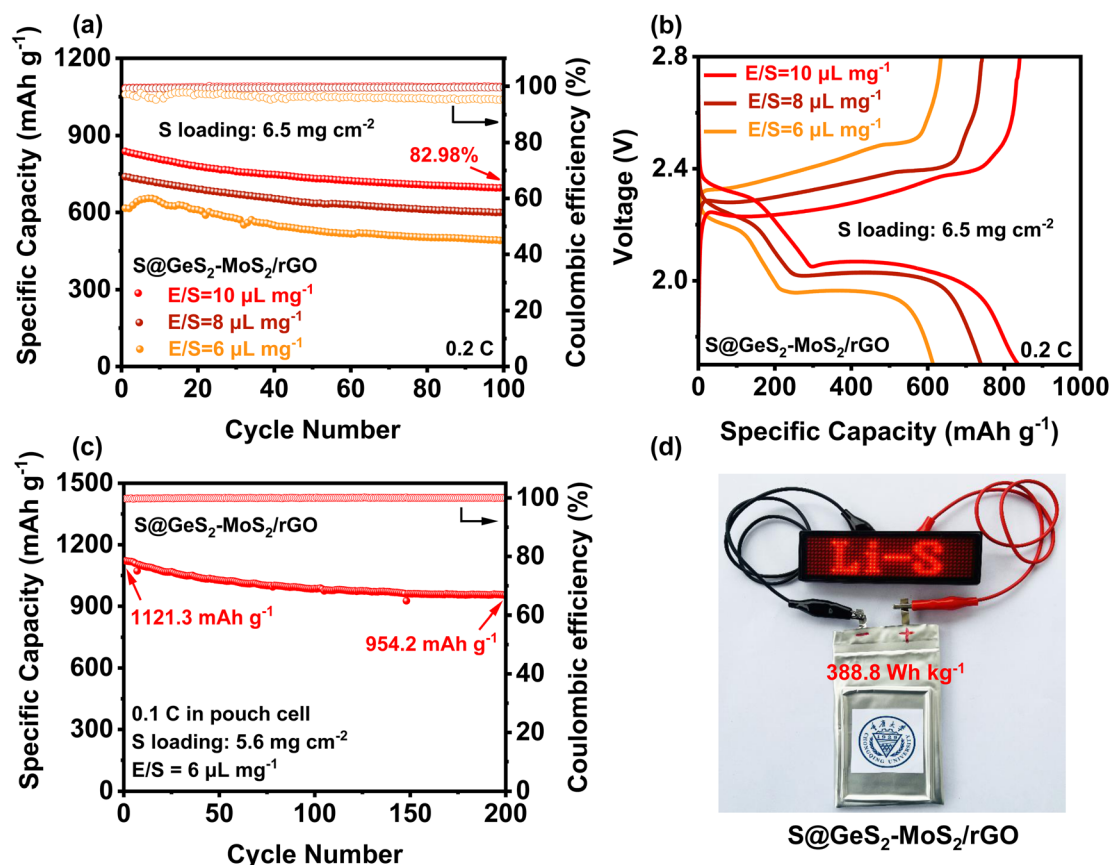 (a)
1200
900
600
300
0
Specific Capacity (mAh g-1)
100
80
60
40
20
0
Coulombic efficiency (%)
S loading: 6.5 mg cm-2
82.98%
S@GeS2-MoS2/rGO
E/S=10 µL mg-1
E/S=8 µL mg-1
E/S=6 µL mg-1
0.2 C
0 20 40 60 80 100
Cycle Number
(b)
2.8
2.4
2.0
Voltage (V)
E/S=10 µL mg-1
E/S=8 µL mg-1
E/S=6 µL mg-1
S loading: 6.5 mg cm-2
S@GeS2-MoS2/rGO
0.2 C
0 200 400 600 800 1000
Specific Capacity (mAh g-1)
(c)
1500
1200
900
600
300
0
Specific Capacity (mAh g-1)
100
80
60
40
20
0
Coulombic efficiency (%)
S@GeS2-MoS2/rGO
1121.3 mAh g-1
954.2 mAh g-1
0.1 C in pouch cell
S loading: 5.6 mg cm-2
E/S = 6 µL mg-1
0 50 100 150 200
Cycle Number
(d)
Li-S
- +
388.8 Wh kg-1
1929
CHONGQING UNIVERSITY
S@GeS2-MoS2/rGO